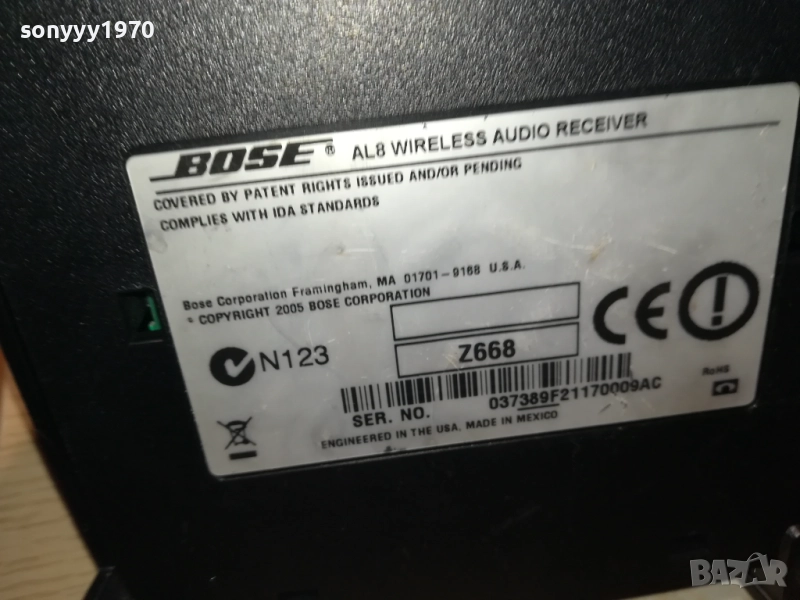 sonyyy1970
BOSE ® AL8 WIRELESS AUDIO RECEIVER
COVERED BY PATENT RIGHTS ISSUED AND/OR PENDING
COMPLIES WITH IDA STANDARDS
Bose Corporation Framingham, MA 01701-9168 U.S.A.
© COPYRIGHT 2005 BOSE CORPORATION
N123
Z668
CE
RoHS
SER. NO. 037389F21170009AC
ENGINEERED IN THE USA. MADE IN MEXICO
BAZAR